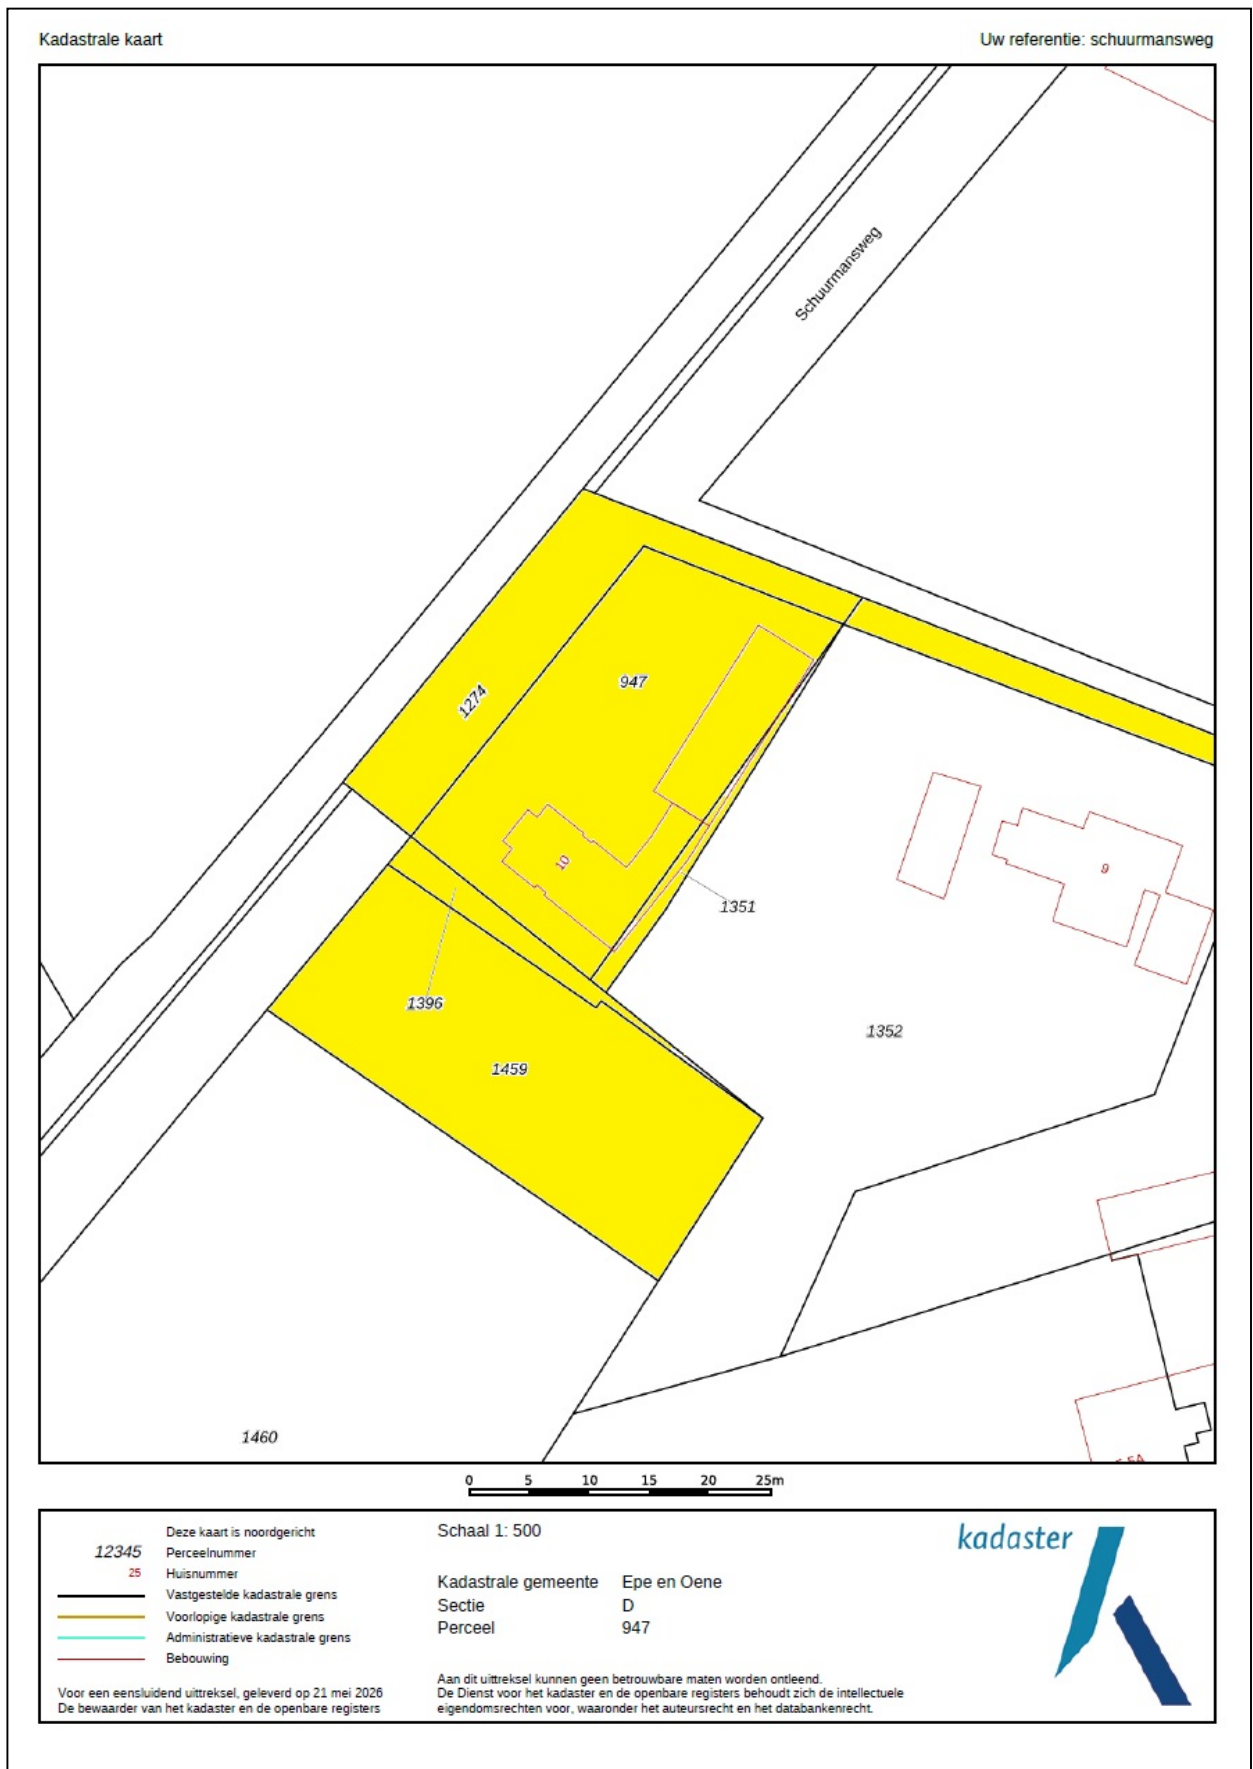 Kadastrale kaart
Uw referentie: schuurmansweg
Schuurmansweg
947
1274
10
9
1351
1396
1352
1459
1460
0 5 10 15 20 25m
Deze kaart is noordgericht
12345 Perceelnummer
25 Huisnummer
Vastgestelde kadastrale grens
Voorlopige kadastrale grens
Administratieve kadastrale grens
Bebouwing
Voor een eensluidend uittreksel, geleverd op 21 mei 2026
De bewaarder van het kadaster en de openbare registers
Schaal 1: 500
Kadastrale gemeente Epe en Oene
Sectie D
Perceel 947
Aan dit uittreksel kunnen geen betrouwbare maten worden ontleend.
De Dienst voor het kadaster en de openbare registers behoudt zich de intellectuele
eigendomsrechten voor, waaronder het auteursrecht en het databankenrecht.
kadaster